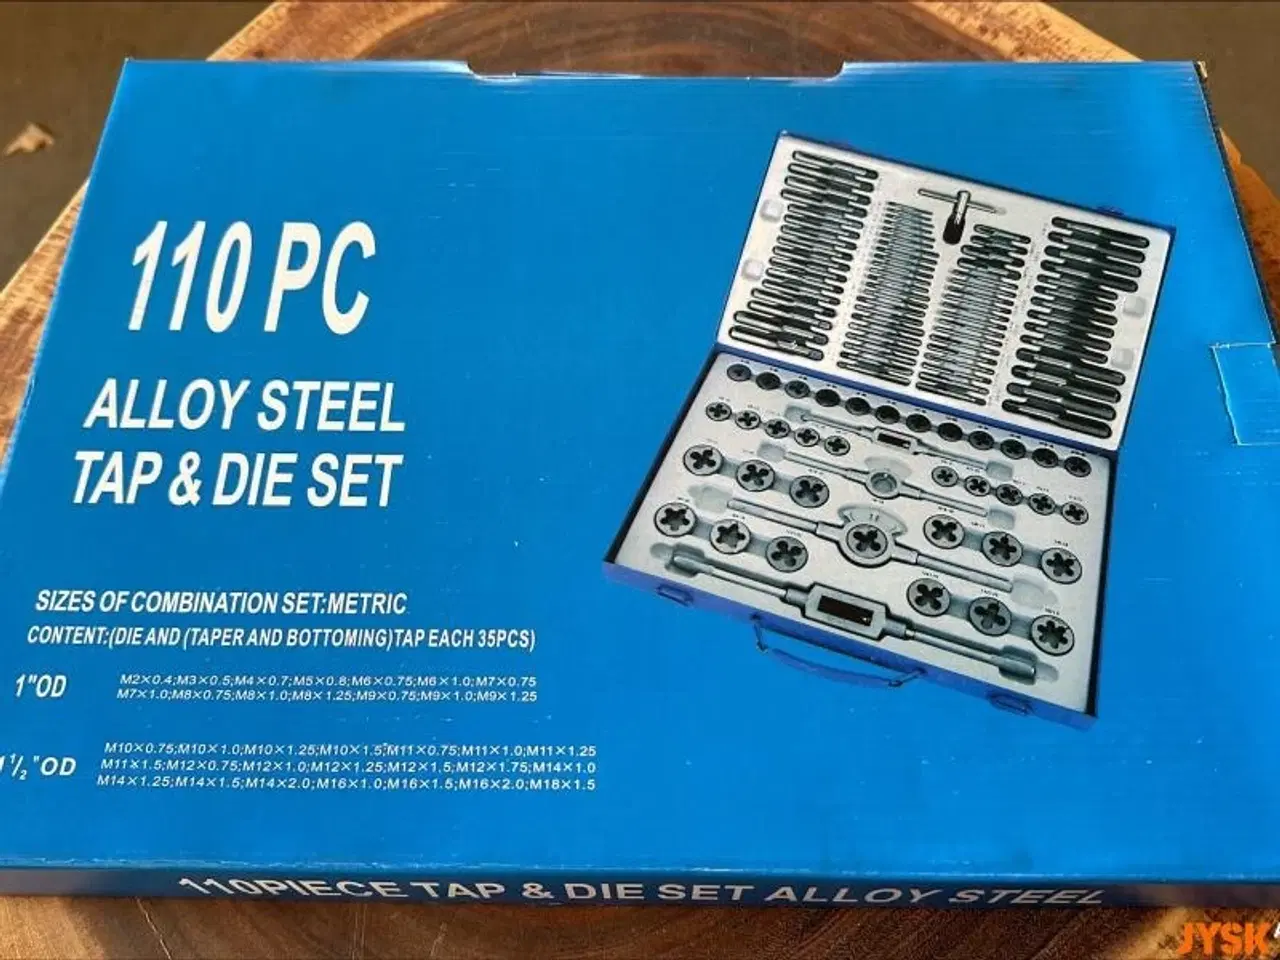 110 PC
ALLOY STEEL
TAP & DIE SET
SIZES OF COMBINATION SET:METRIC
CONTENT:(DIE AND (TAPER AND BOTTOMING)TAP EACH 35PCS)
1"OD
M2×0.4;M3×0.5;M4×0.7;M5×0.8;M6×0.75;M6×1.0;M7×0.75
M7×1.0;M8×0.75;M8×1.0;M8×1.25;M9×0.75;M9×1.0;M9×1.25
1 1/2 "OD
M10×0.75;M10×1.0;M10×1.25;M10×1.5;M11×0.75;M11×1.0;M11×1.25
M11×1.5;M12×0.75;M12×1.0;M12×1.25;M12×1.5;M12×1.75;M14×1.0
M14×1.25;M14×1.5;M14×2.0;M16×1.0;M16×1.5;M16×2.0;M18×1.5
110PIECE TAP & DIE SET ALLOY STEEL
JYSK